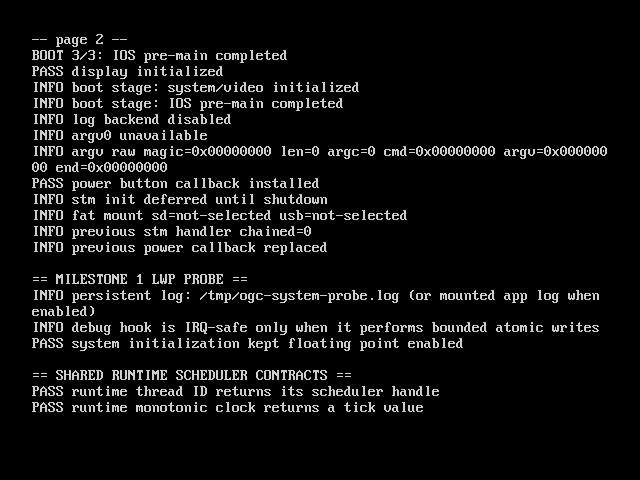 -- page 2 --
BOOT 3/3: IOS pre-main completed
PASS display initialized
INFO boot stage: system/video initialized
INFO boot stage: IOS pre-main completed
INFO log backend disabled
INFO argv0 unavailable
INFO argv raw magic=0x00000000 len=0 argc=0 cmd=0x00000000 argv=0x000000
00 end=0x00000000
PASS power button callback installed
INFO stm init deferred until shutdown
INFO fat mount sd=not-selected usb=not-selected
INFO previous stm handler chained=0
INFO previous power callback replaced
== MILESTONE 1 LWP PROBE ==
INFO persistent log: /tmp/ogc-system-probe.log (or mounted app log when
enabled)
INFO debug hook is IRQ-safe only when it performs bounded atomic writes
PASS system initialization kept floating point enabled
== SHARED RUNTIME SCHEDULER CONTRACTS ==
PASS runtime thread ID returns its scheduler handle
PASS runtime monotonic clock returns a tick value